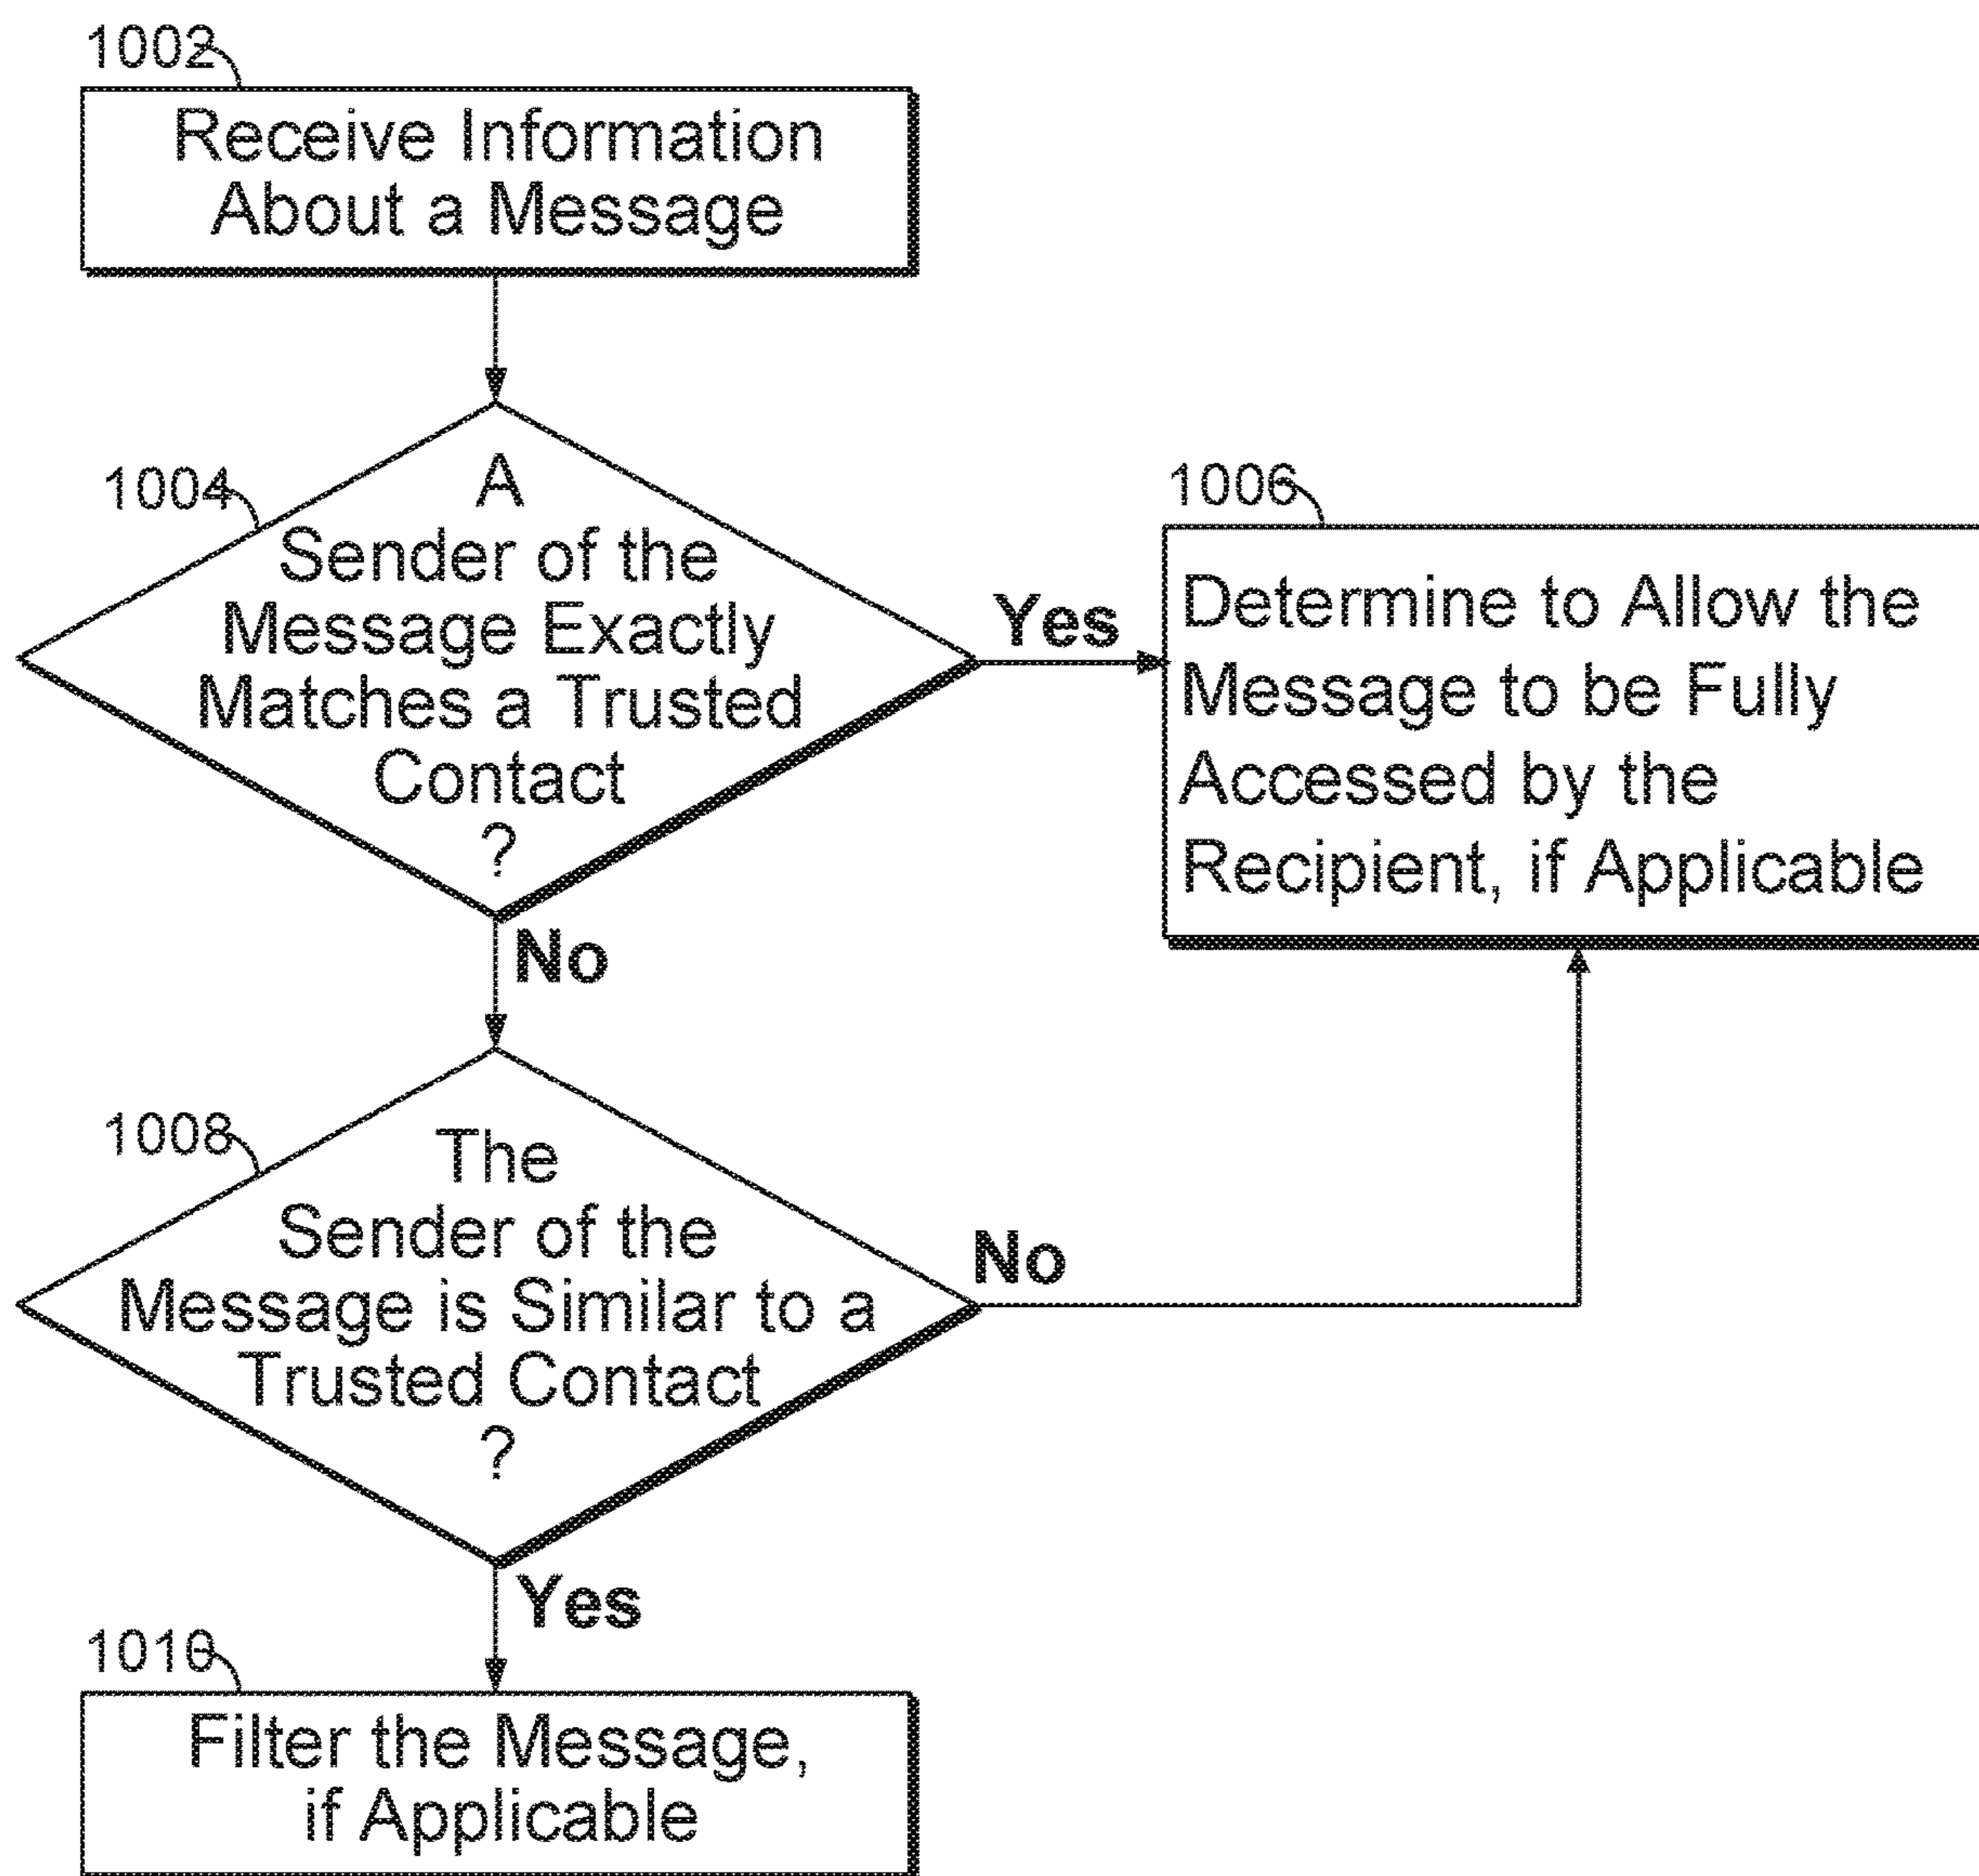 1002
Receive Information
About a Message
1004
A
Sender of the
Message Exactly
Matches a Trusted
Contact
?
Yes
1006
Determine to Allow the
Message to be Fully
Accessed by the
Recipient, if Applicable
No
1008
The
Sender of the
Message is Similar to a
Trusted Contact
?
No
Yes
1010
Filter the Message,
if Applicable